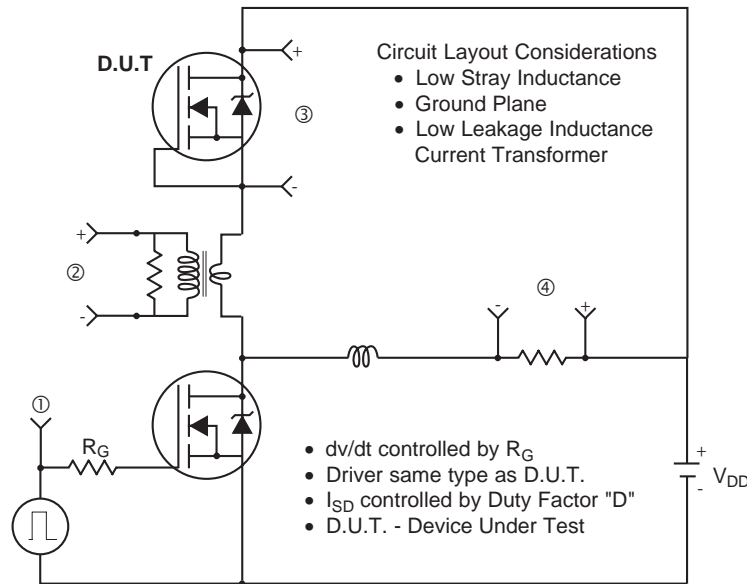 D.U.T
+
③
-
Circuit Layout Considerations
• Low Stray Inductance
• Ground Plane
• Low Leakage Inductance
Current Transformer
+
②
-
-
④
+
①
RG
• dv/dt controlled by RG
• Driver same type as D.U.T.
• ISD controlled by Duty Factor "D"
• D.U.T. - Device Under Test
+
VDD
-